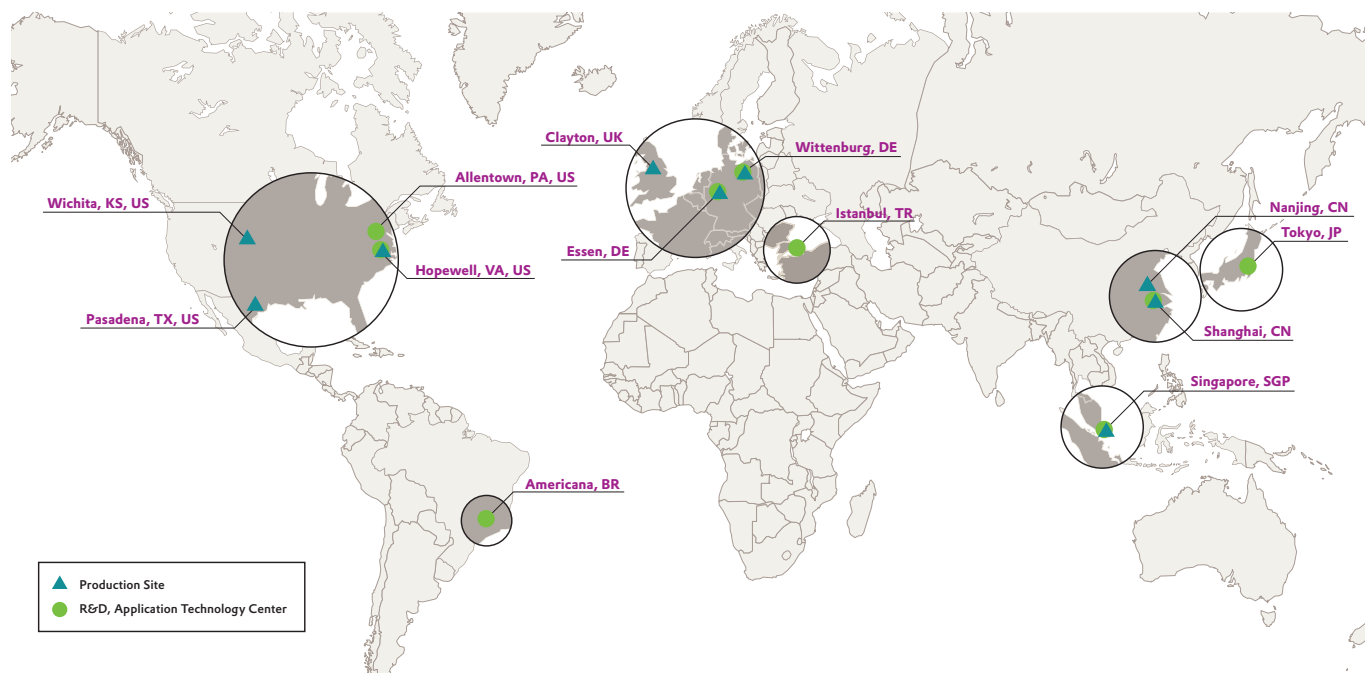 Clayton, UK
Wittenburg, DE
Allentown, PA, US
Wichita, KS, US
Istanbul, TR
Nanjing, CN
Tokyo, JP
Essen, DE
Hopewell, VA, US
Pasadena, TX, US
Shanghai, CN
Singapore, SGP
Americana, BR
Production Site
R&D, Application Technology Center